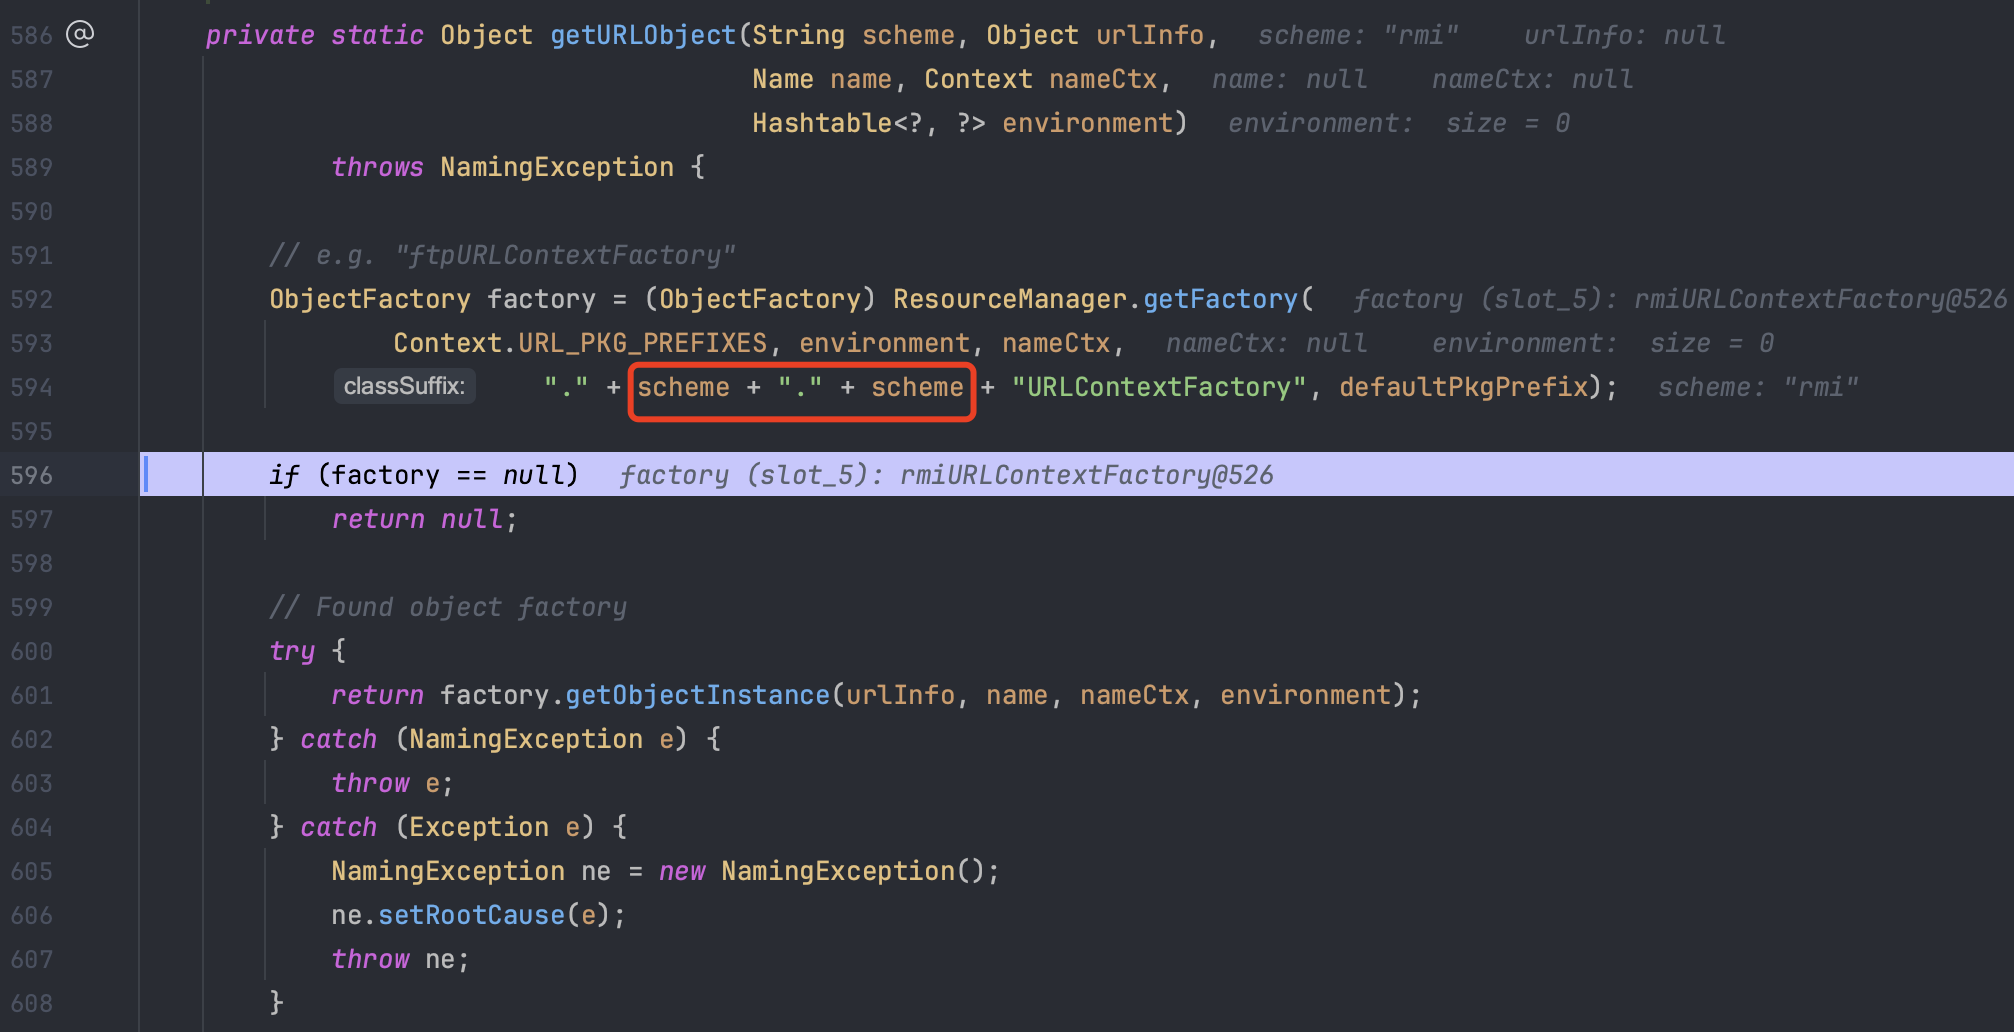 586 @ private static Object getURLObject(String scheme, Object urlInfo, scheme: "rmi" urlInfo: null
587 Name name, Context nameCtx, name: null nameCtx: null
588 Hashtable<?, ?> environment) environment: size = 0
589 throws NamingException {
590
591 // e.g. "ftpURLContextFactory"
592 ObjectFactory factory = (ObjectFactory) ResourceManager.getFactory( factory (slot_5): rmiURLContextFactory@526
593 Context.URL_PKG_PREFIXES, environment, nameCtx, nameCtx: null environment: size = 0
594 classSuffix: "." + scheme + "." + scheme + "URLContextFactory", defaultPkgPrefix); scheme: "rmi"
595
596 if (factory == null) factory (slot_5): rmiURLContextFactory@526
597 return null;
598
599 // Found object factory
600 try {
601 return factory.getObjectInstance(urlInfo, name, nameCtx, environment);
602 } catch (NamingException e) {
603 throw e;
604 } catch (Exception e) {
605 NamingException ne = new NamingException();
606 ne.setRootCause(e);
607 throw ne;
608 }